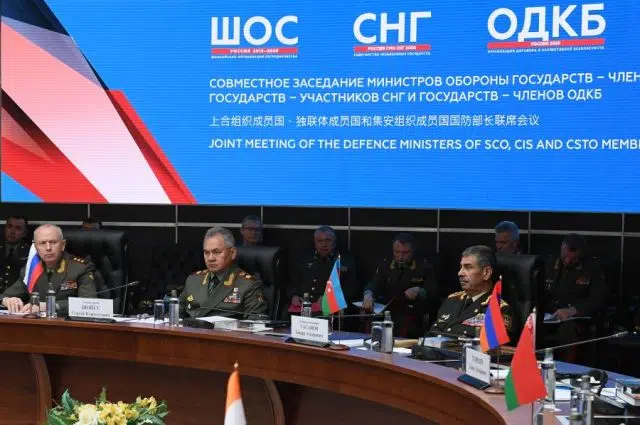 ШОС
СНГ
ОДКБ
СОВМЕСТНОЕ ЗАСЕДАНИЕ МИНИСТРОВ ОБОРОНЫ ГОСУДАРСТВ – ЧЛЕН
ГОСУДАРСТВ – УЧАСТНИКОВ СНГ И ГОСУДАРСТВ – ЧЛЕНОВ ОДКБ
上合组织成员国、独联体成员国和集安组织成员国国防部长联席会议
JOINT MEETING OF THE DEFENCE MINISTERS OF SCO, CIS AND CSTO MEMB